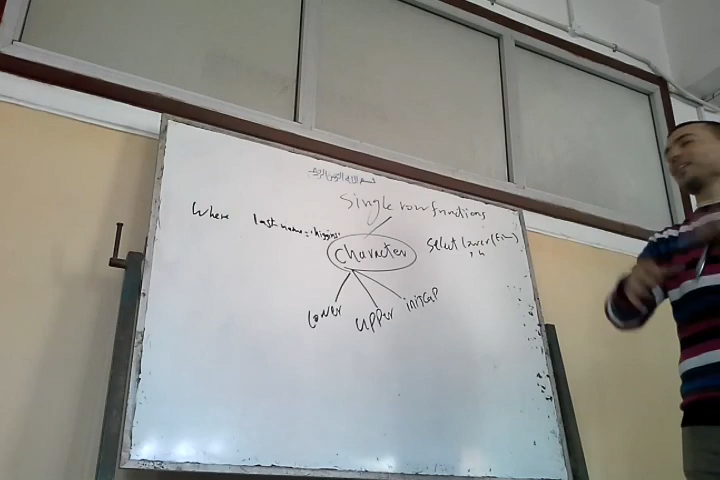 بسم الله الرحمن الرحيم
Single row functions
Where last-name='higgins'
Character
Select lower(
Lower
upper
initcap